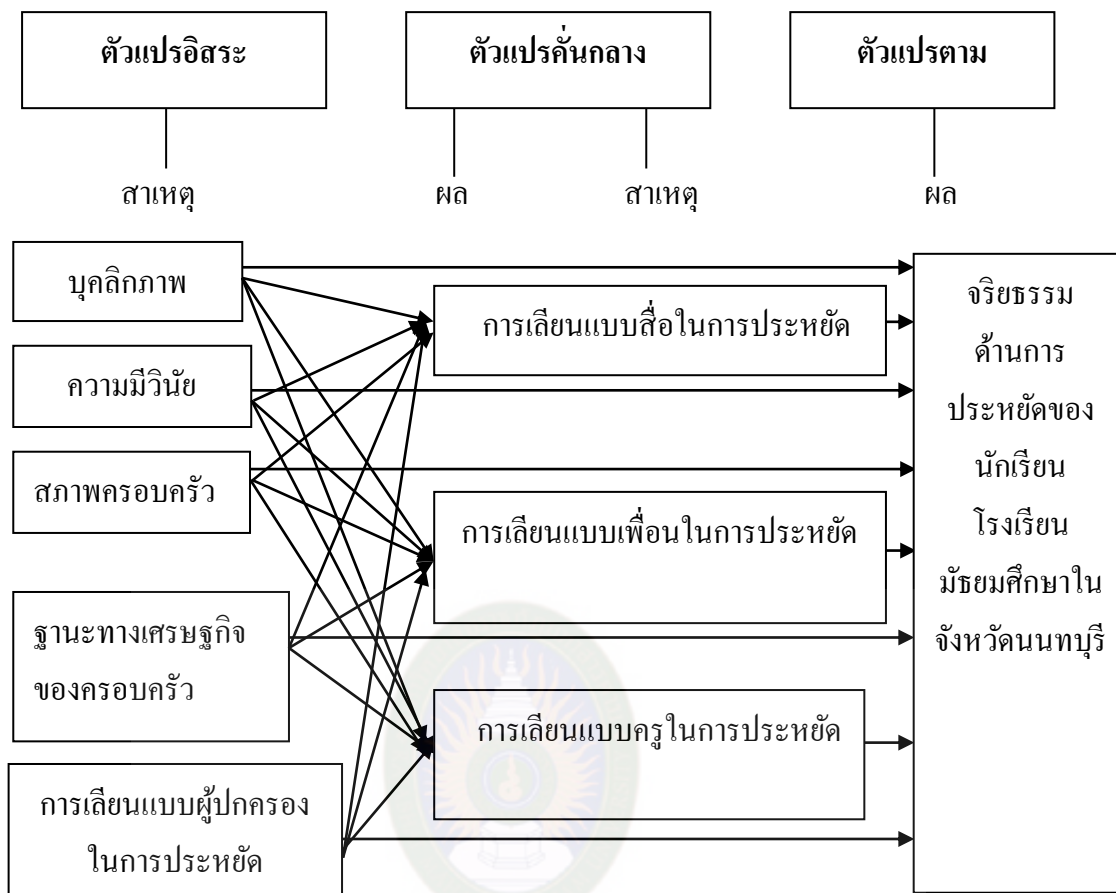 ตัวแปรอิสระ
ตัวแปรคั่นกลาง
ตัวแปรตาม
สาเหตุ
ผล
สาเหตุ
ผล
บุคลิกภาพ
ความมีวินัย
สภาพครอบครัว
ฐานะทางเศรษฐกิจ
ของครอบครัว
การเลียนแบบผู้ปกครอง
ในการประหยัด
การเลียนแบบสื่อในการประหยัด
การเลียนแบบเพื่อนในการประหยัด
การเลียนแบบครูในการประหยัด
จริยธรรม
ด้านการ
ประหยัดของ
นักเรียน
โรงเรียน
มัธยมศึกษาใน
จังหวัดนนทบุรี